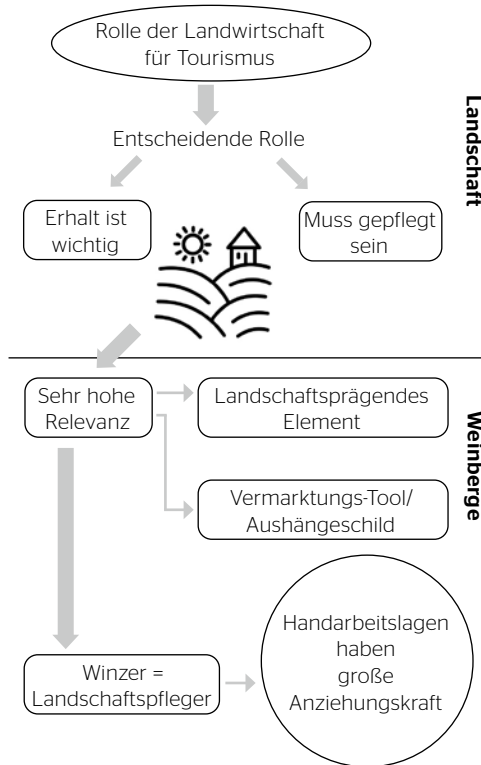 Rolle der Landwirtschaft
für Tourismus
Entscheidende Rolle
Erhalt ist
wichtig
Muss gepflegt
sein
Landschaft
Sehr hohe
Relevanz
Landschaftsprägendes
Element
Vermarktungs-Tool/
Aushängeschild
Weinberge
Winzer =
Landschaftspfleger
Handarbeitslagen
haben
große
Anziehungskraft